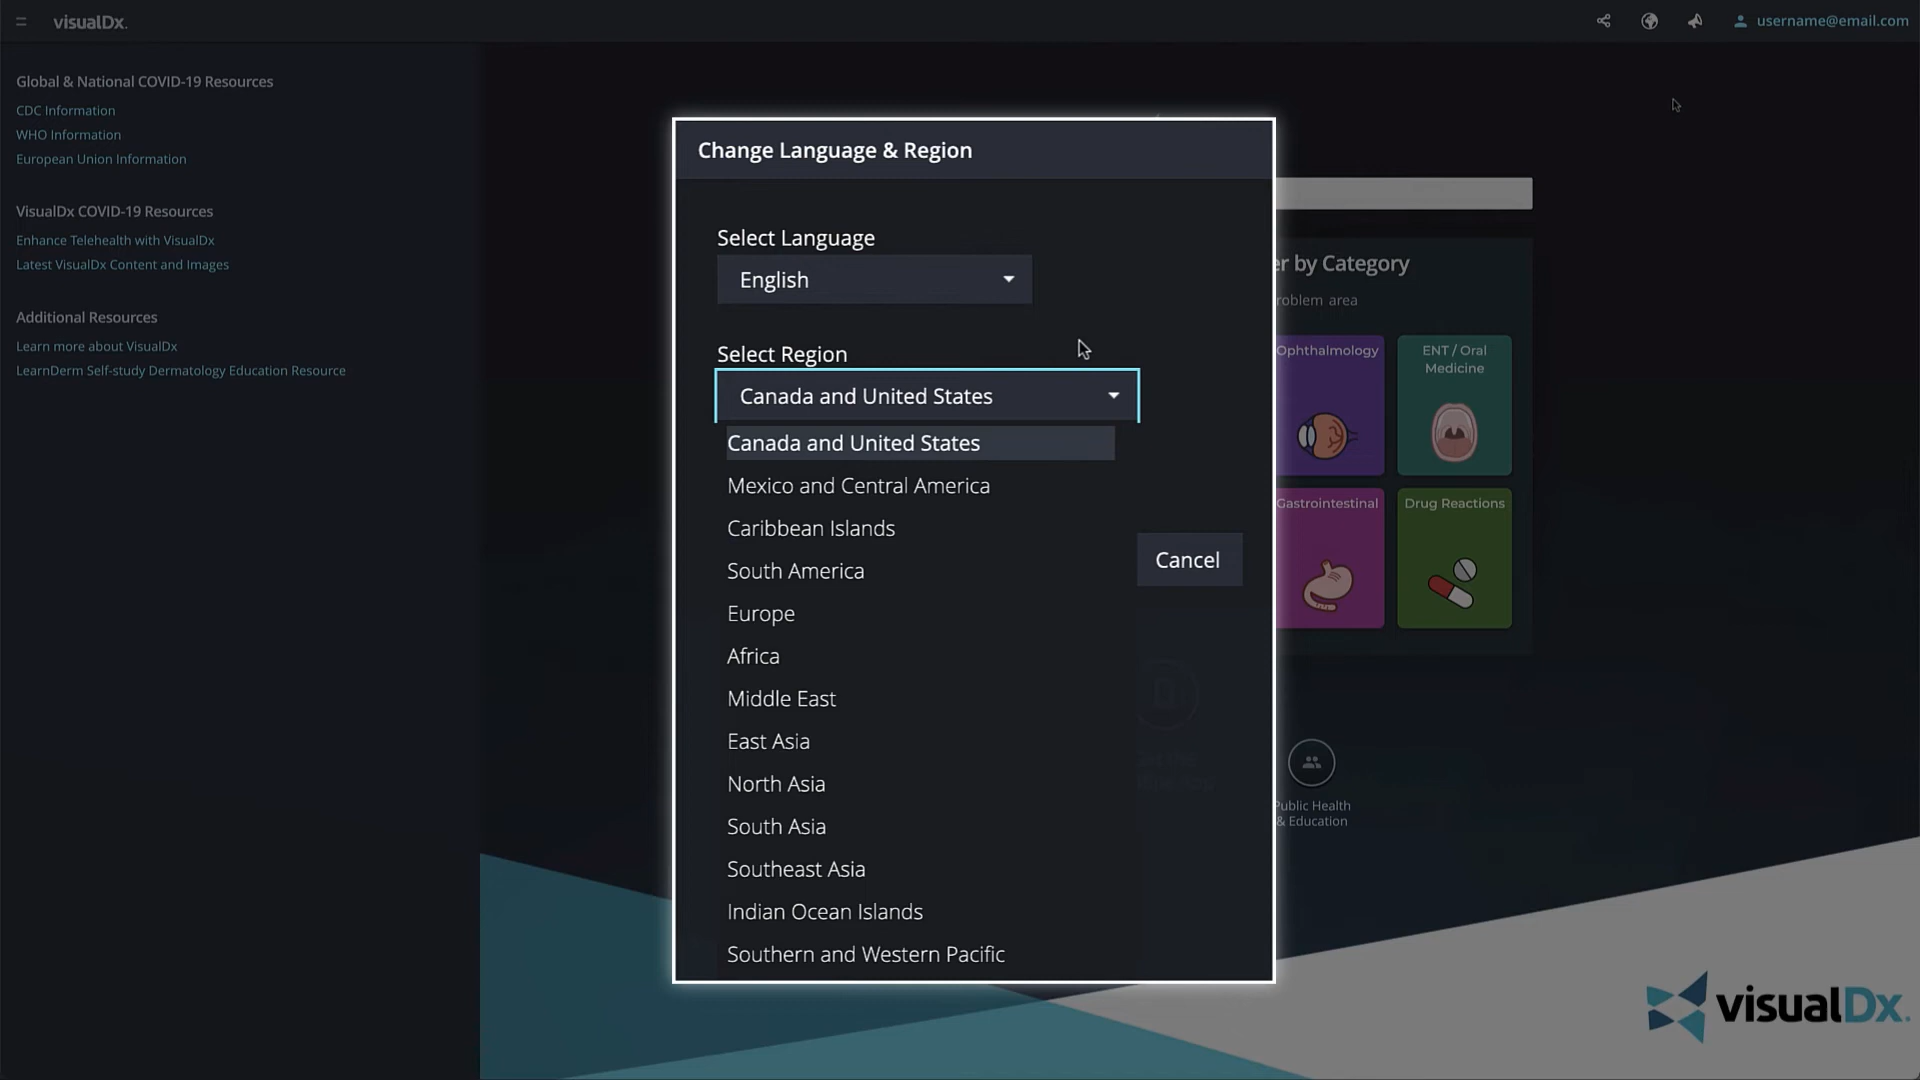 visualDx.
username@email.com
Global & National COVID-19 Resources
CDC Information
WHO Information
European Union Information
VisualDx COVID-19 Resources
Enhance Telehealth with VisualDx
Latest VisualDx Content and Images
Additional Resources
Learn more about VisualDx
LearnDerm Self-study Dermatology Education Resource
Change Language & Region
Select Language
English
Select Region
Canada and United States
Canada and United States
Mexico and Central America
Caribbean Islands
South America
Europe
Africa
Middle East
East Asia
North Asia
South Asia
Southeast Asia
Indian Ocean Islands
Southern and Western Pacific
Cancel
by Category
area
Ophthalmology
ENT / Oral
Medicine
Gastrointestinal
Drug Reactions
Public Health
& Education
visualDx.